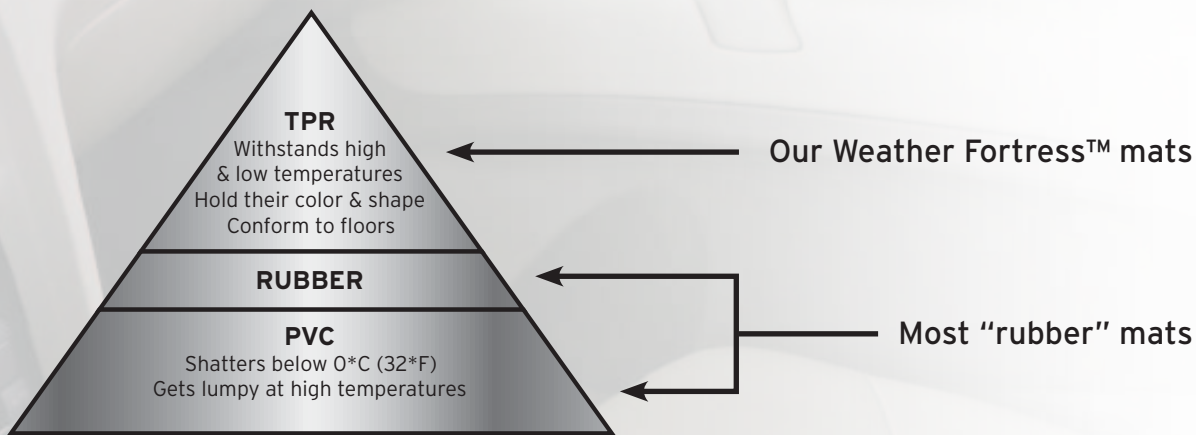 TPR
Withstands high
& low temperatures
Hold their color & shape
Conform to floors
Our Weather Fortress™ mats
RUBBER
PVC
Shatters below 0*C (32*F)
Gets lumpy at high temperatures
Most “rubber” mats